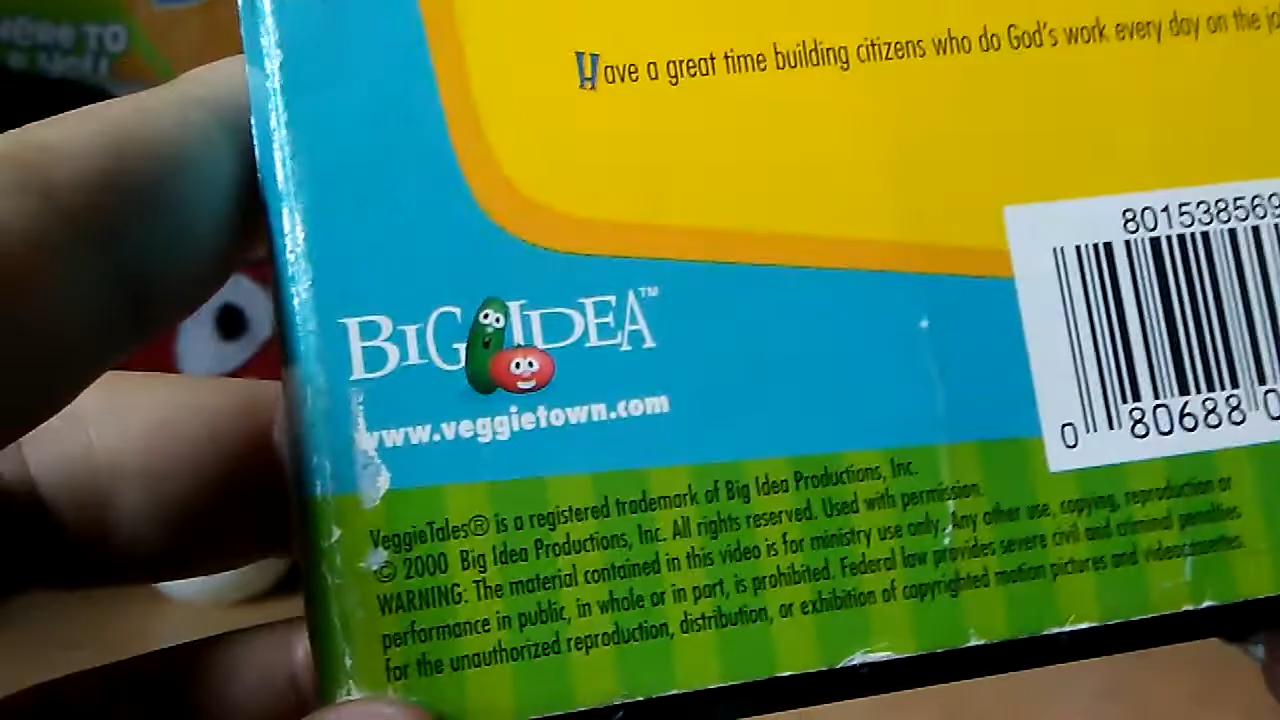 HERE TO
Have a great time building citizens who do God's work every day on the
801538569
BIG IDEA™
www.veggietown.com
0 80688 0
VeggieTales® is a registered trademark of Big Idea Productions, Inc.
© 2000 Big Idea Productions, Inc. All rights reserved. Used with permission.
WARNING: The material contained in this video is for ministry use only. Any other use, copying, reproduction or
performance in public, in whole or in part, is prohibited. Federal law provides severe civil and criminal penalties
for the unauthorized reproduction, distribution, or exhibition of copyrighted motion pictures and videocassettes.